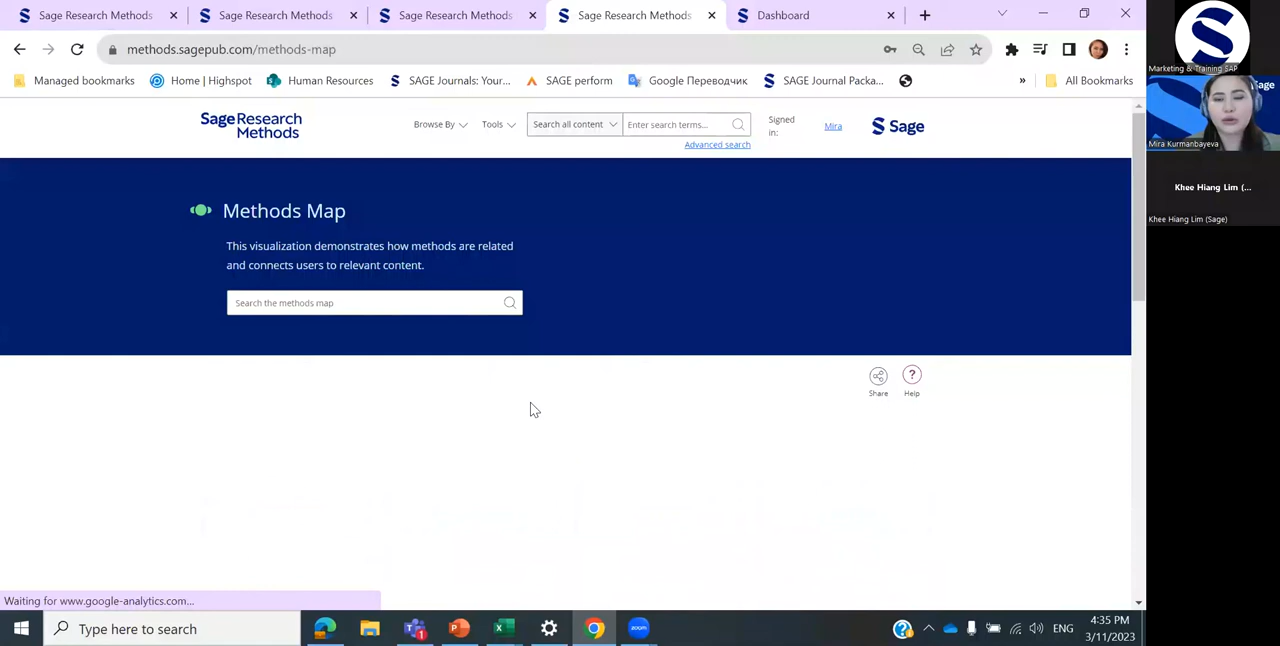 Sage Research Methods
Sage Research Methods
Sage Research Methods
Sage Research Methods
Dashboard
methods.sagepub.com/methods-map
Managed bookmarks
Home | Highspot
Human Resources
SAGE Journal
SAGE perform
Google Переводчик
SAGE Journal Packa...
»
All Bookmarks
Sage Research
Methods
Browse By
Tools
Search all content
Enter search terms...
Advanced search
Signed
in:
Mira
Sage
Methods Map
This visualization demonstrates how methods are related
and connects users to relevant content.
Search the methods map
Share
?
Help
Waiting for www.google-analytics.com...
Type here to search
1
ENG
4:35 PM
3/11/2023
Marketing & Training SAP
Sage
Mira Kurmanbayeva
Khee Hiang Lim (...
Khee Hiang Lim (Sage)